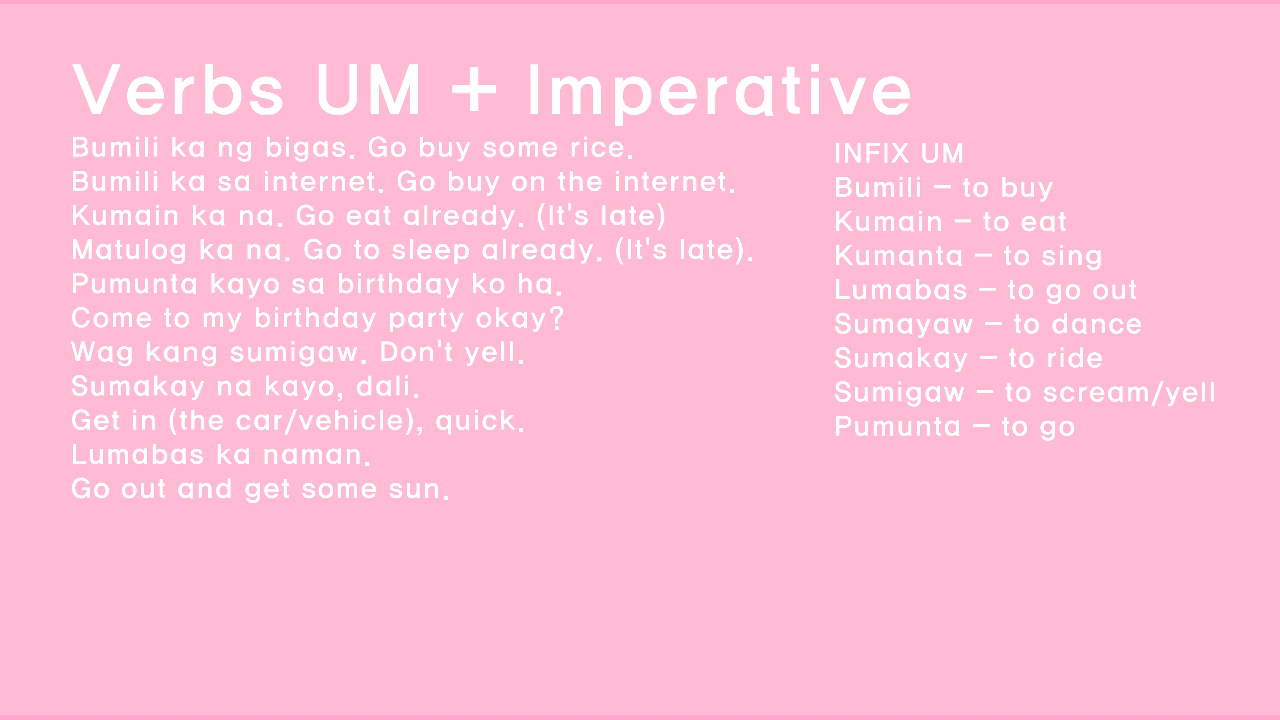 Verbs UM + Imperative
Bumili ka ng bigas. Go buy some rice.
Bumili ka sa internet. Go buy on the internet.
Kumain ka na. Go eat already. (It's late)
Matulog ka na. Go to sleep already. (It's late).
Pumunta kayo sa birthday ko ha.
Come to my birthday party okay?
Wag kang sumigaw. Don't yell.
Sumakay na kayo, dali.
Get in (the car/vehicle), quick.
Lumabas ka naman.
Go out and get some sun.
INFIX UM
Bumili – to buy
Kumain – to eat
Kumanta – to sing
Lumabas – to go out
Sumayaw – to dance
Sumakay – to ride
Sumigaw – to scream/yell
Pumunta – to go